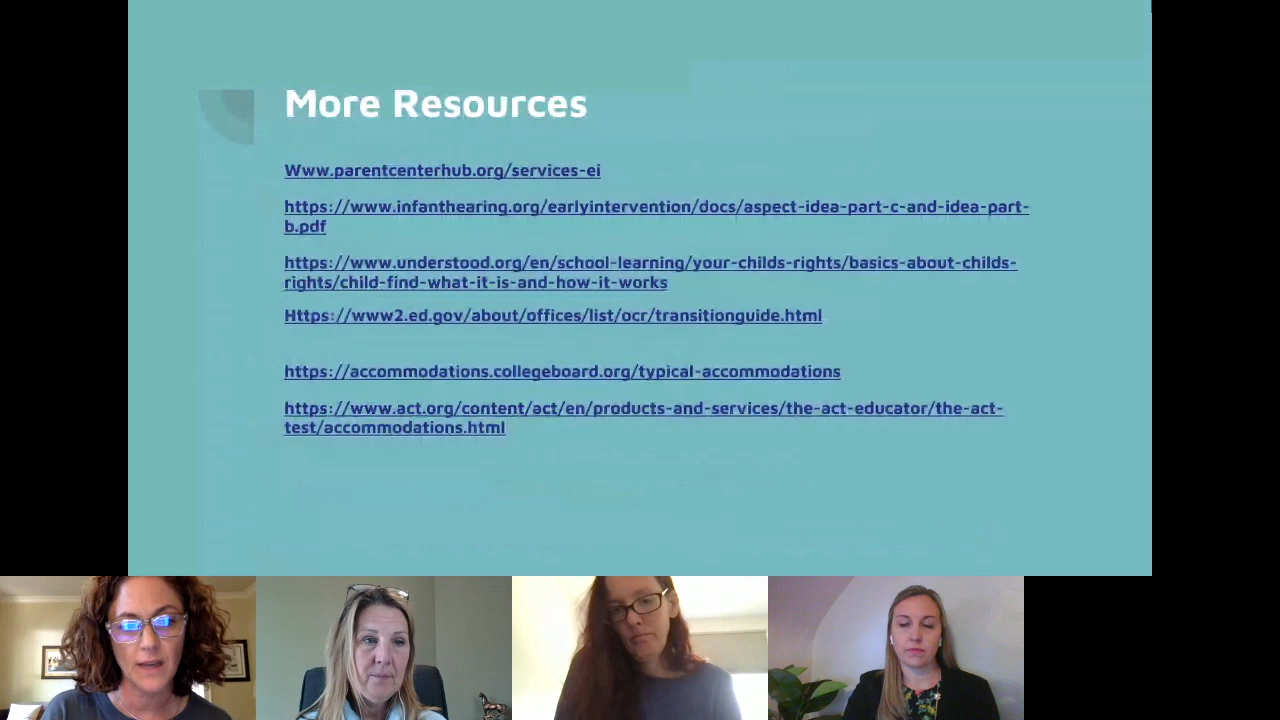 More Resources
Www.parentcenterhub.org/services-ei
https://www.infanthearing.org/earlyintervention/docs/aspect-idea-part-c-and-idea-part-
b.pdf
https://www.understood.org/en/school-learning/your-childs-rights/basics-about-childs-
rights/child-find-what-it-is-and-how-it-works
Https://www2.ed.gov/about/offices/list/ocr/transitionguide.html
https://accommodations.collegeboard.org/typical-accommodations
https://www.act.org/content/act/en/products-and-services/the-act-educator/the-act-
test/accommodations.html